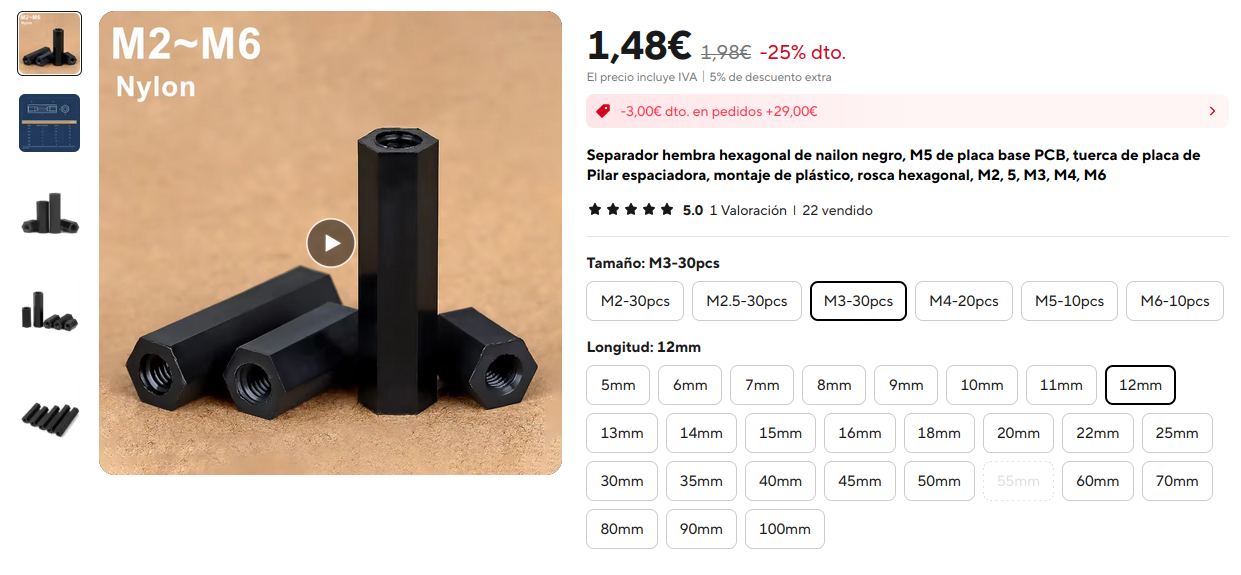 M2~M6
Nylon
M2~M6
Nylon
1,48€ 1,98€ -25% dto.
El precio incluye IVA | 5% de descuento extra
-3,00€ dto. en pedidos +29,00€
Separador hembra hexagonal de nailon negro, M5 de placa base PCB, tuerca de placa de
Pilar espaciadora, montaje de plástico, rosca hexagonal, M2, 5, M3, M4, M6
5.0 1 Valoración | 22 vendido
Tamaño: M3-30pcs
M2-30pcs M2.5-30pcs M3-30pcs M4-20pcs M5-10pcs M6-10pcs
Longitud: 12mm
5mm 6mm 7mm 8mm 9mm 10mm 11mm 12mm
13mm 14mm 15mm 16mm 18mm 20mm 22mm 25mm
30mm 35mm 40mm 45mm 50mm 55mm 60mm 70mm
80mm 90mm 100mm